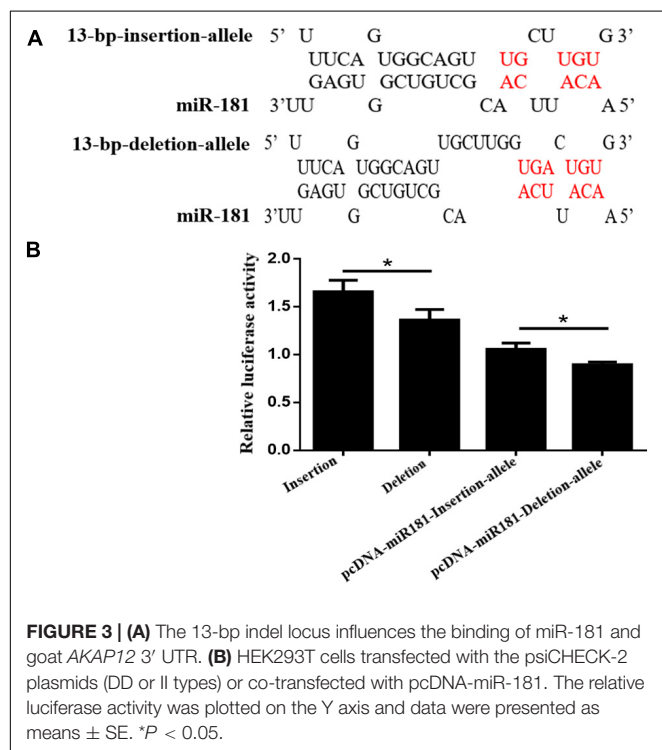 A
13-bp-insertion-allele 5' U G CU G 3'
UUCA UGGCAGU UG UGU
GAGU GCUGUCG AC ACA
miR-181 3'UU G CA UU A 5'
13-bp-deletion-allele 5' U G UGCUUGG C G 3'
UUCA UGGCAGU UGA UGU
GAGU GCUGUCG ACU ACA
miR-181 3'UU G CA U A 5'
B
Relative luciferase activity
2.0
1.5
1.0
0.5
0.0
*
*
Insertion
Deletion
pcDNA-miR181-Insertion-allele
pcDNA-miR181-Deletion-allele
FIGURE 3 | (A) The 13-bp indel locus influences the binding of miR-181 and
goat AKAP12 3′ UTR. (B) HEK293T cells transfected with the psiCHECK-2
plasmids (DD or II types) or co-transfected with pcDNA-miR-181. The relative
luciferase activity was plotted on the Y axis and data were presented as
means ± SE. *P < 0.05.